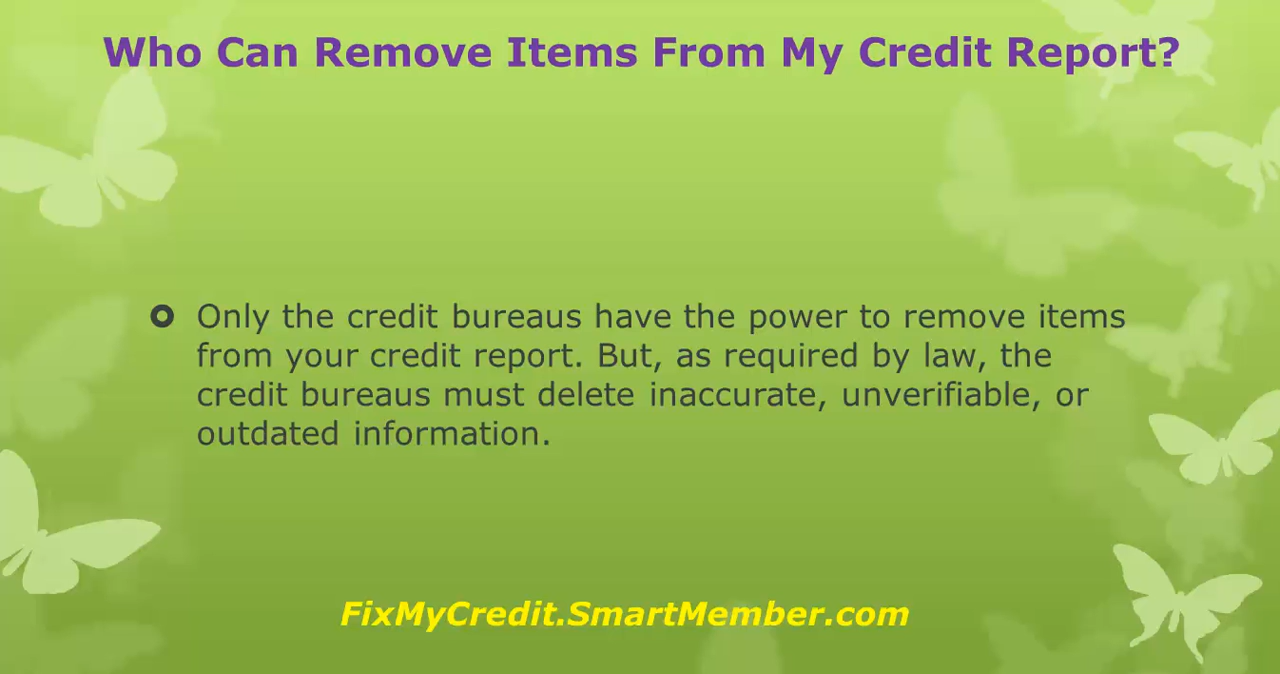 Who Can Remove Items From My Credit Report?
Only the credit bureaus have the power to remove items
from your credit report. But, as required by law, the
credit bureaus must delete inaccurate, unverifiable, or
outdated information.
FixMyCredit.SmartMember.com